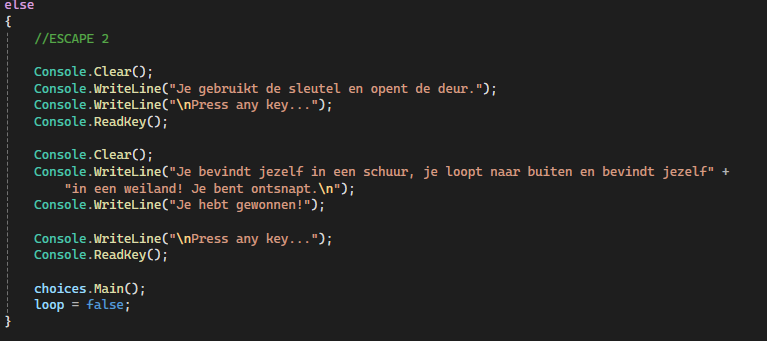 else
{
//ESCAPE 2
Console.Clear();
Console.WriteLine("Je gebruikt de sleutel en opent de deur.");
Console.WriteLine("\nPress any key...");
Console.ReadKey();
Console.Clear();
Console.WriteLine("Je bevindt jezelf in een schuur, je loopt naar buiten en bevindt jezelf" +
"in een weiland! Je bent ontsnapt.\n");
Console.WriteLine("Je hebt gewonnen!");
Console.WriteLine("\nPress any key...");
Console.ReadKey();
choices.Main();
loop = false;
}